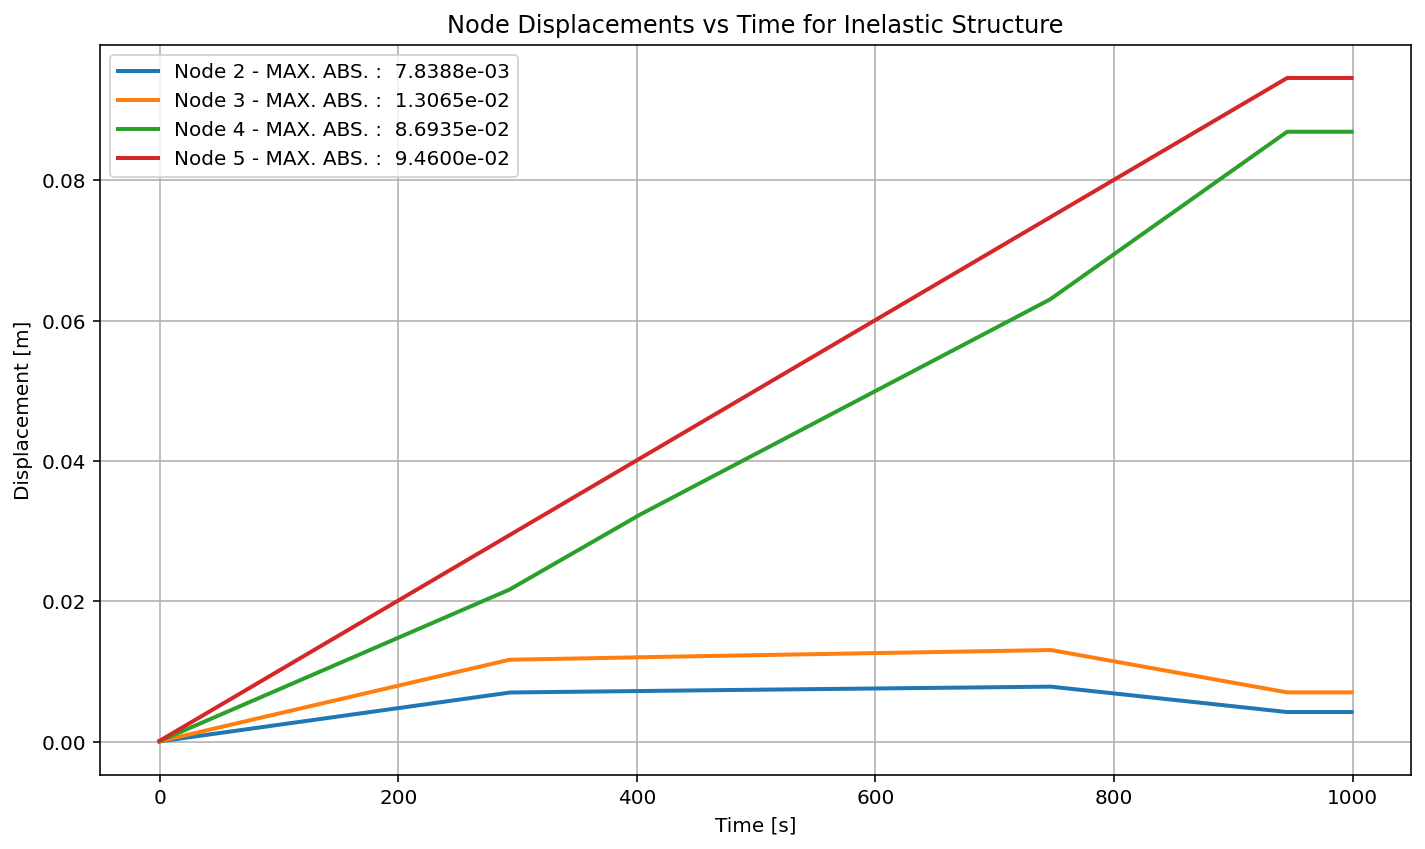 Node Displacements vs Time for Inelastic Structure
Node 2 - MAX. ABS. :  7.8388e-03
Node 3 - MAX. ABS. :  1.3065e-02
Node 4 - MAX. ABS. :  8.6935e-02
Node 5 - MAX. ABS. :  9.4600e-02
Displacement [m]
0.08
0.06
0.04
0.02
0.00
0
200
400
600
800
1000
Time [s]